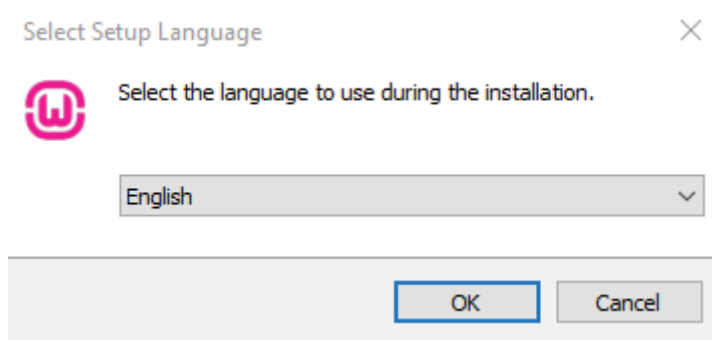 Select Setup Language
Select the language to use during the installation.
English
OK
Cancel